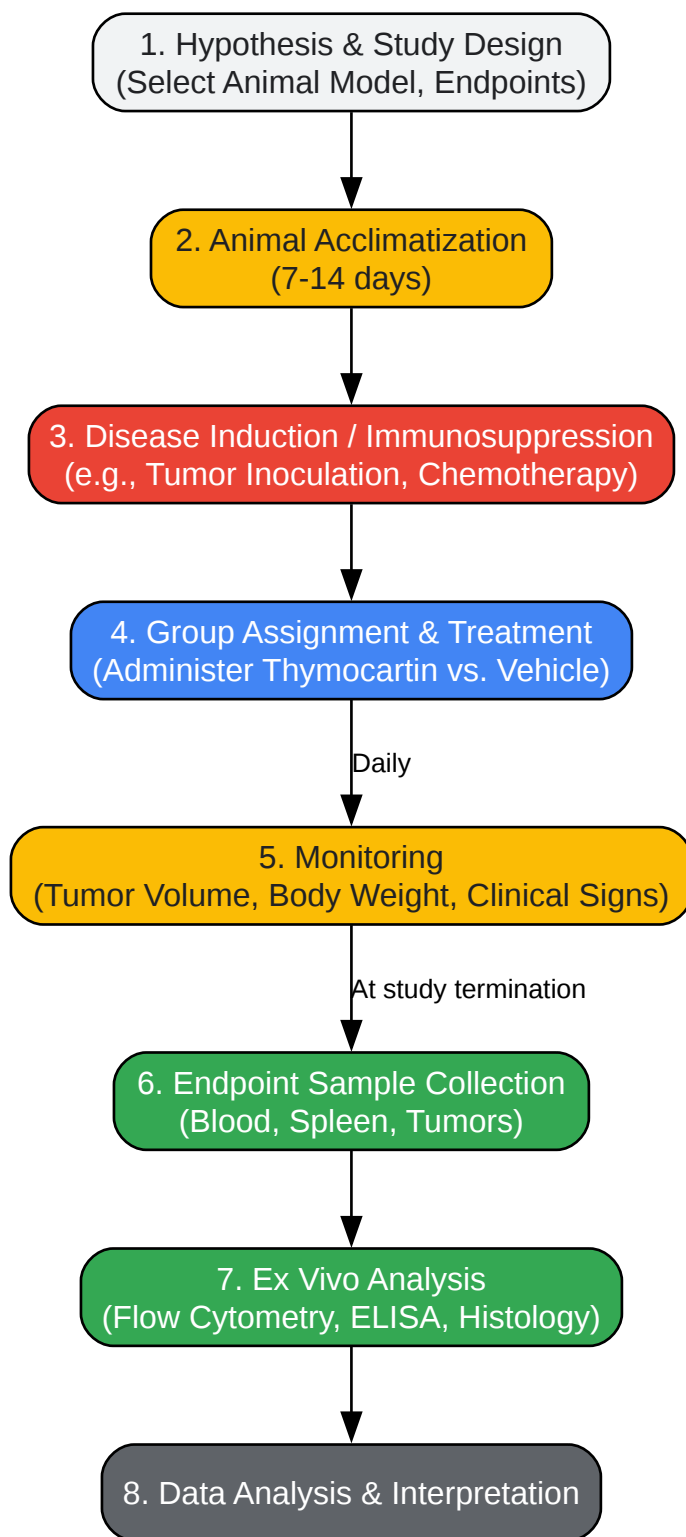 1. Hypothesis & Study Design
(Select Animal Model, Endpoints)
2. Animal Acclimatization
(7-14 days)
3. Disease Induction / Immunosuppression
(e.g., Tumor Inoculation, Chemotherapy)
4. Group Assignment & Treatment
(Administer Thymocartin vs. Vehicle)
Daily
5. Monitoring
(Tumor Volume, Body Weight, Clinical Signs)
At study termination
6. Endpoint Sample Collection
(Blood, Spleen, Tumors)
7. Ex Vivo Analysis
(Flow Cytometry, ELISA, Histology)
8. Data Analysis & Interpretation